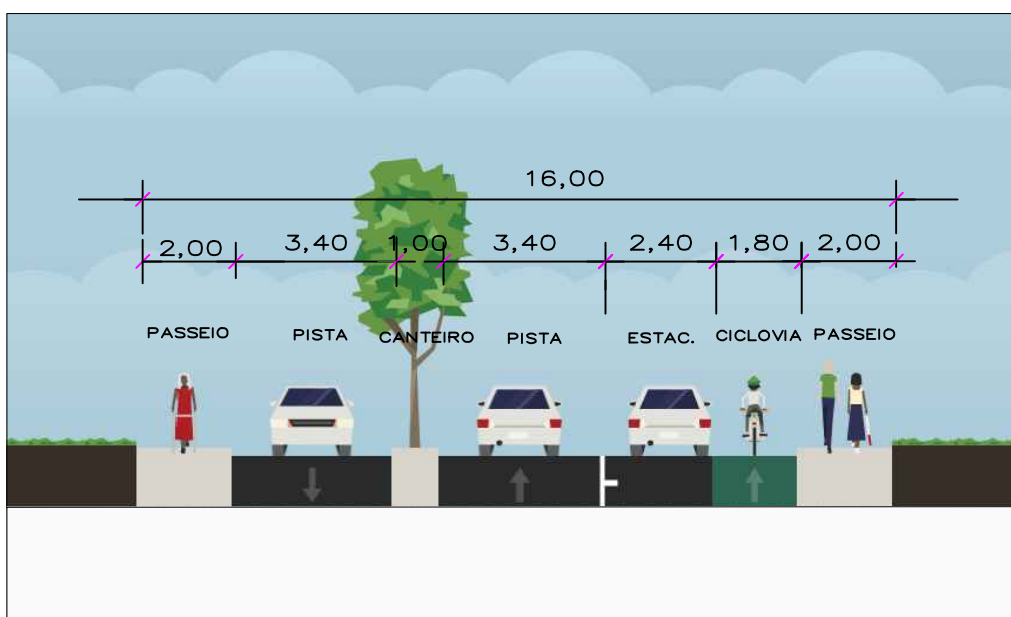 16,00
2,00 3,40 1,00 3,40 2,40 1,80 2,00
PASSEIO PISTA CANTEIRO PISTA ESTAC. CICLOVIA PASSEIO